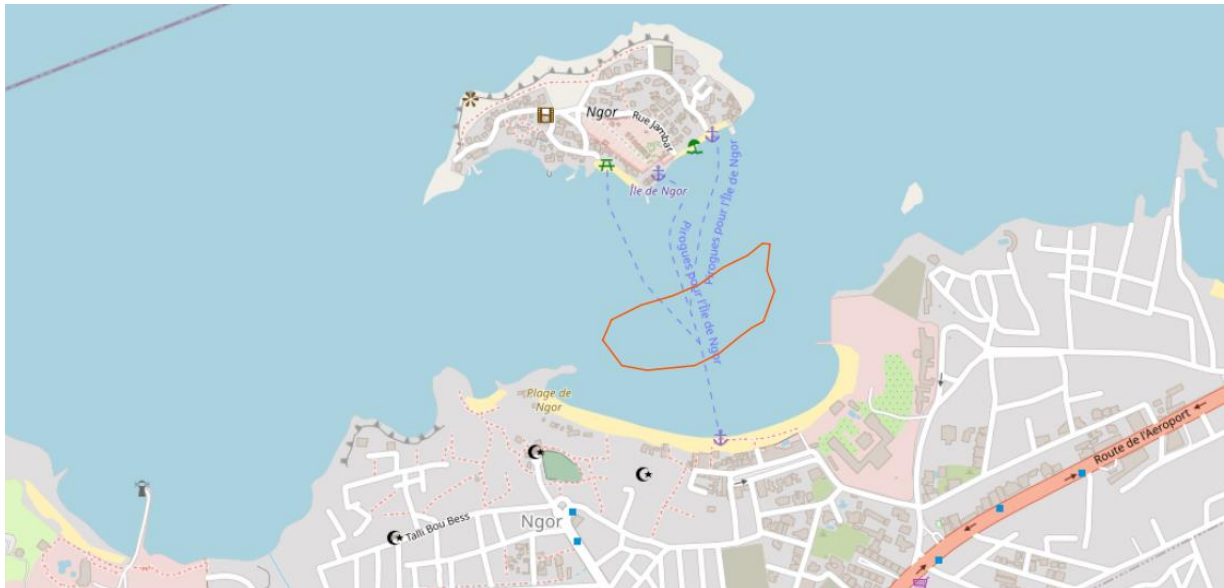 Ngor
Rue Jambar
Île de Ngor
Pirogues pour l'Île de Ngor
Pirogues pour l'Île de Ngor
Plage de
Ngor
Route de l'Aéroport
Ngor
Talli Bou Bess